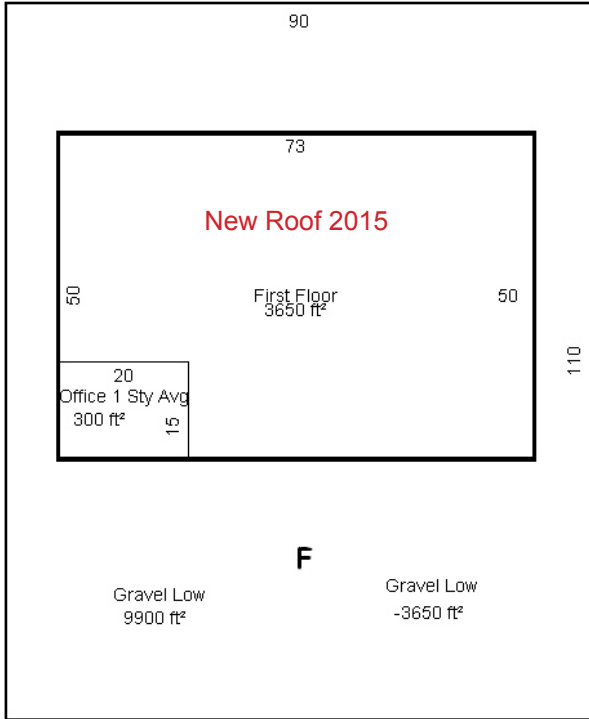 90
73
New Roof 2015
50
First Floor
3650 ft²
50
110
20
Office 1 Sty Avg
300 ft²
15
F
Gravel Low
9900 ft²
Gravel Low
-3650 ft²